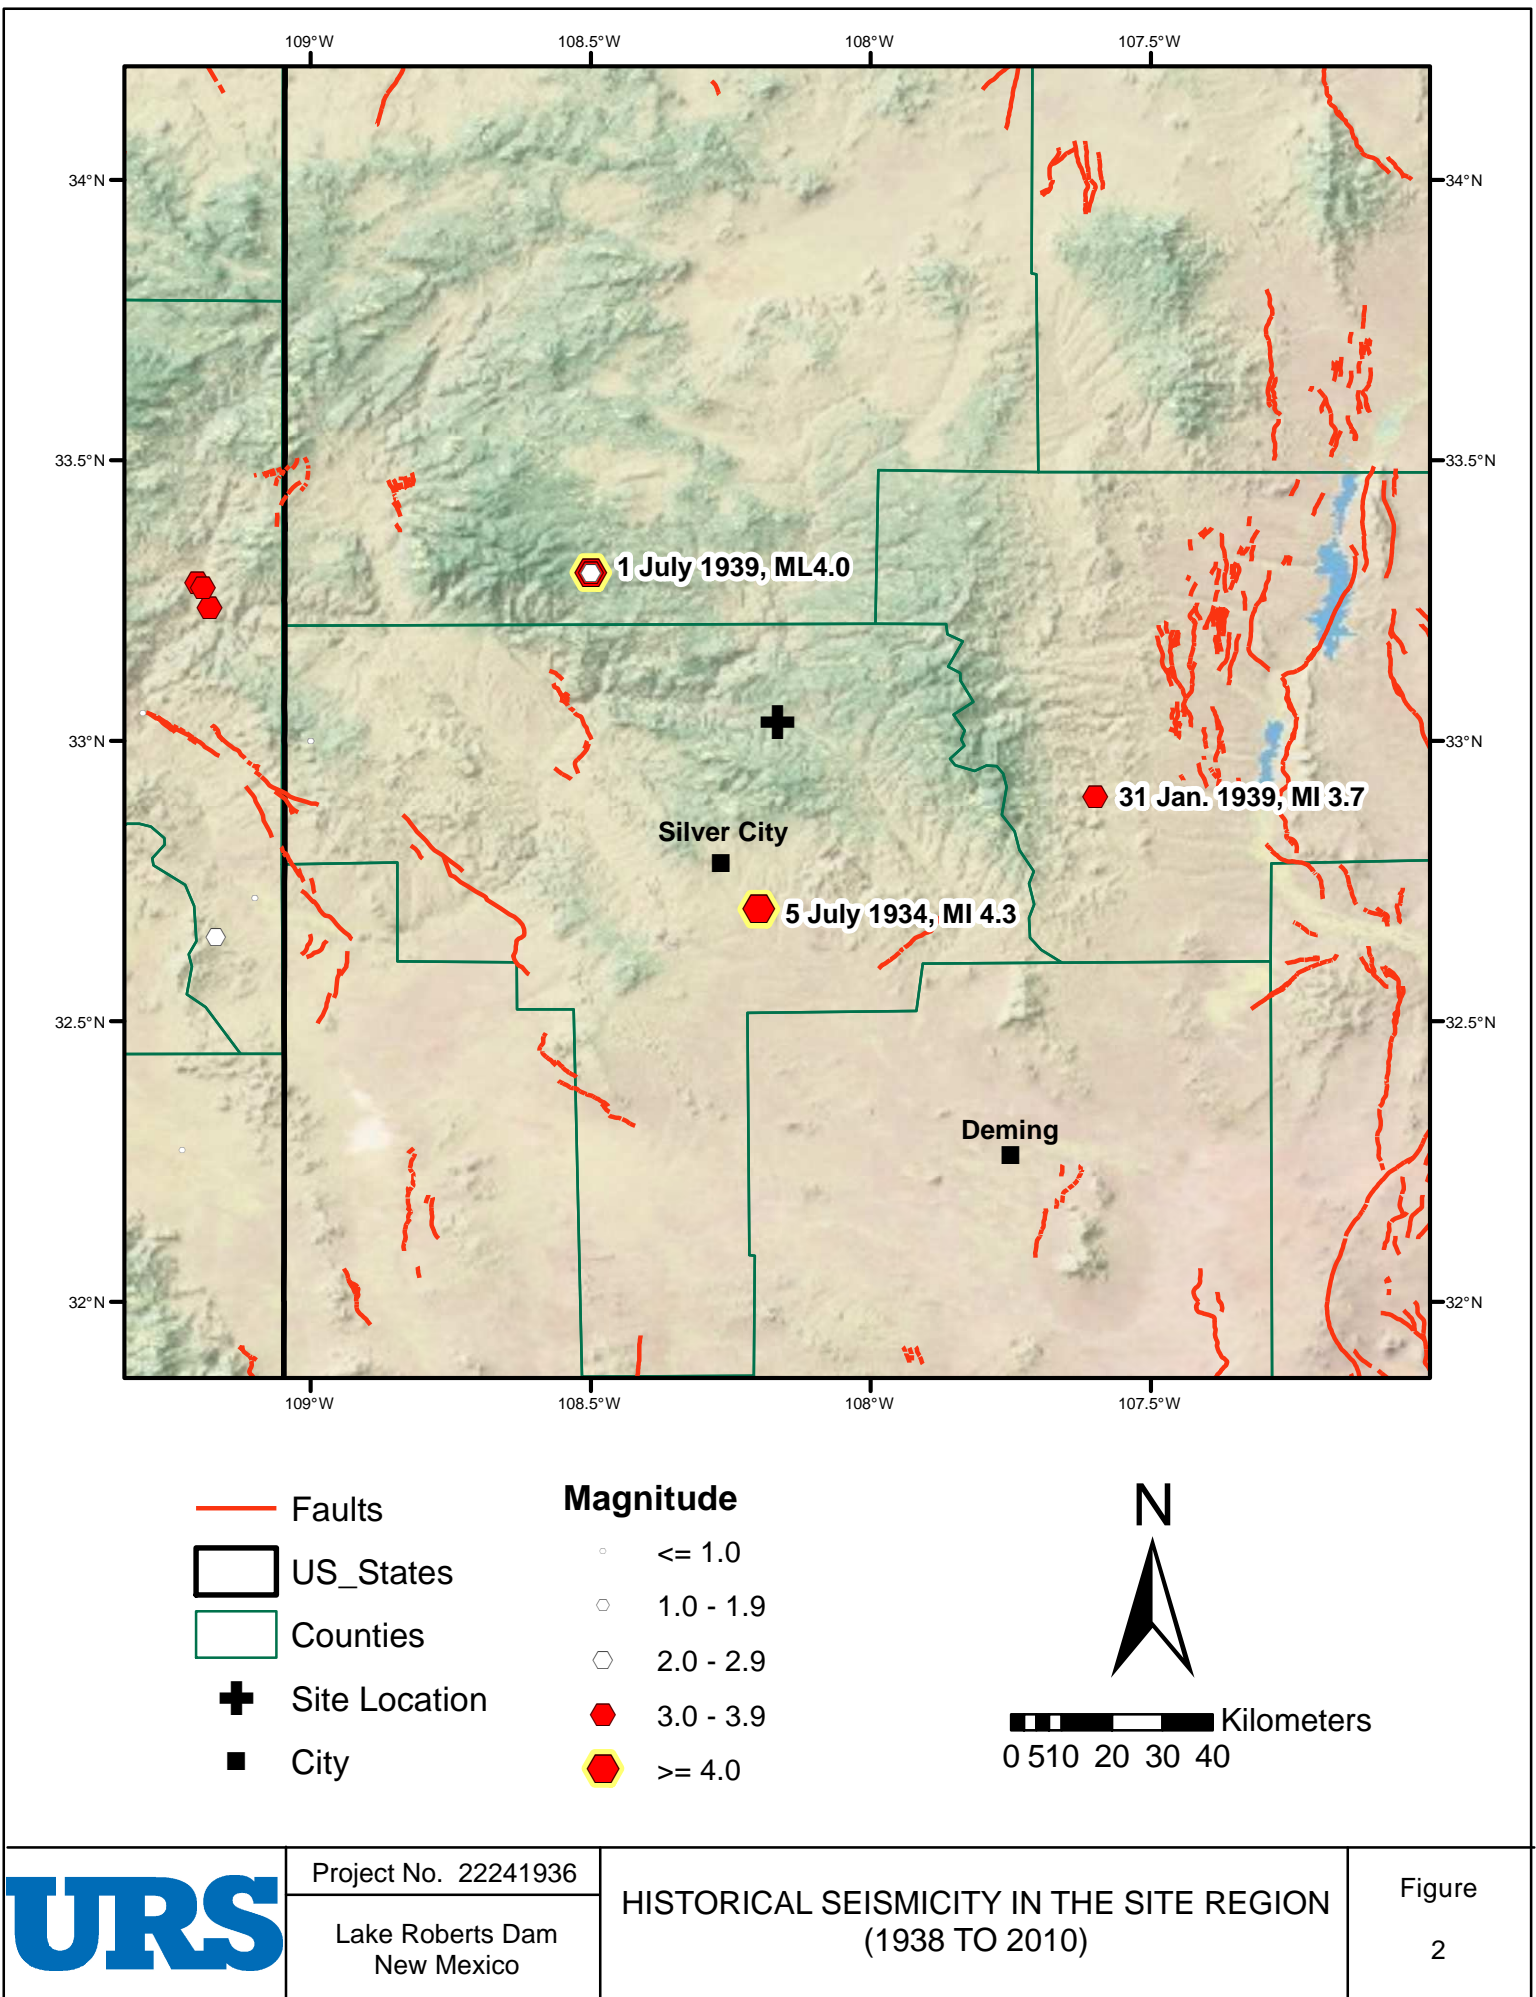 109°W 108.5°W 108°W 107.5°W
34°N 34°N
33.5°N 33.5°N
1 July 1939, ML4.0
33°N 33°N
31 Jan. 1939, MI 3.7
Silver City
5 July 1934, MI 4.3
32.5°N 32.5°N
Deming
32°N 32°N
109°W 108.5°W 108°W 107.5°W
Faults
US_States
Counties
Site Location
City
Magnitude
<= 1.0
1.0 - 1.9
2.0 - 2.9
3.0 - 3.9
>= 4.0
N
Kilometers
0 5 10 20 30 40
URS
Project No. 22241936
Lake Roberts Dam
New Mexico
HISTORICAL SEISMICITY IN THE SITE REGION
(1938 TO 2010)
Figure
2